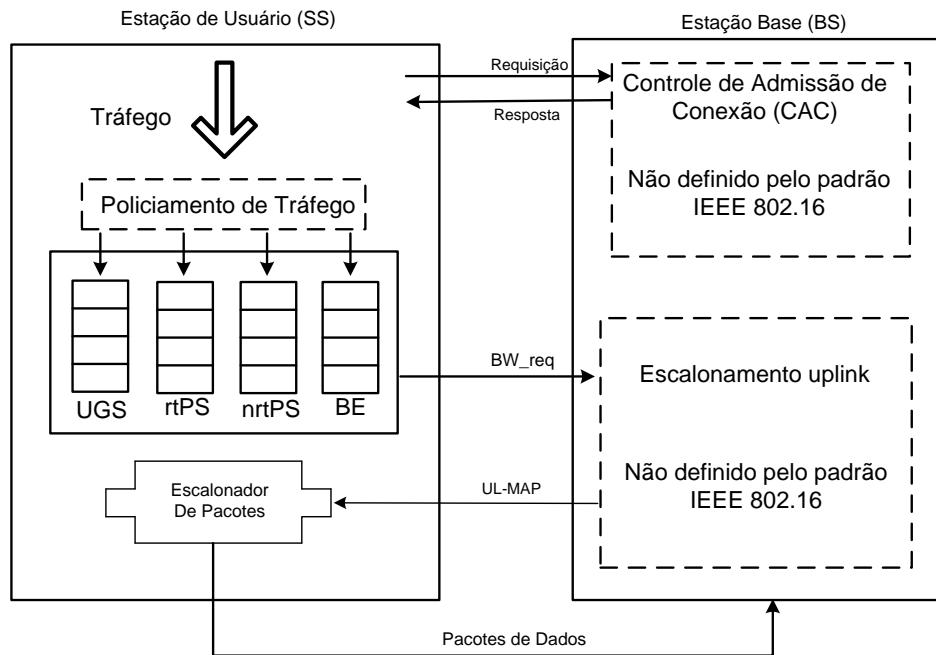 Estação de Usuário (SS)
Estação Base (BS)
Tráfego
Requisição
Resposta
Controle de Admissão de
Conexão (CAC)
Não definido pelo padrão
IEEE 802.16
Policiamento de Tráfego
UGS
rtPS
nrtPS
BE
BW_req
Escalonamento uplink
Não definido pelo padrão
IEEE 802.16
UL-MAP
Escalonador
De Pacotes
Pacotes de Dados